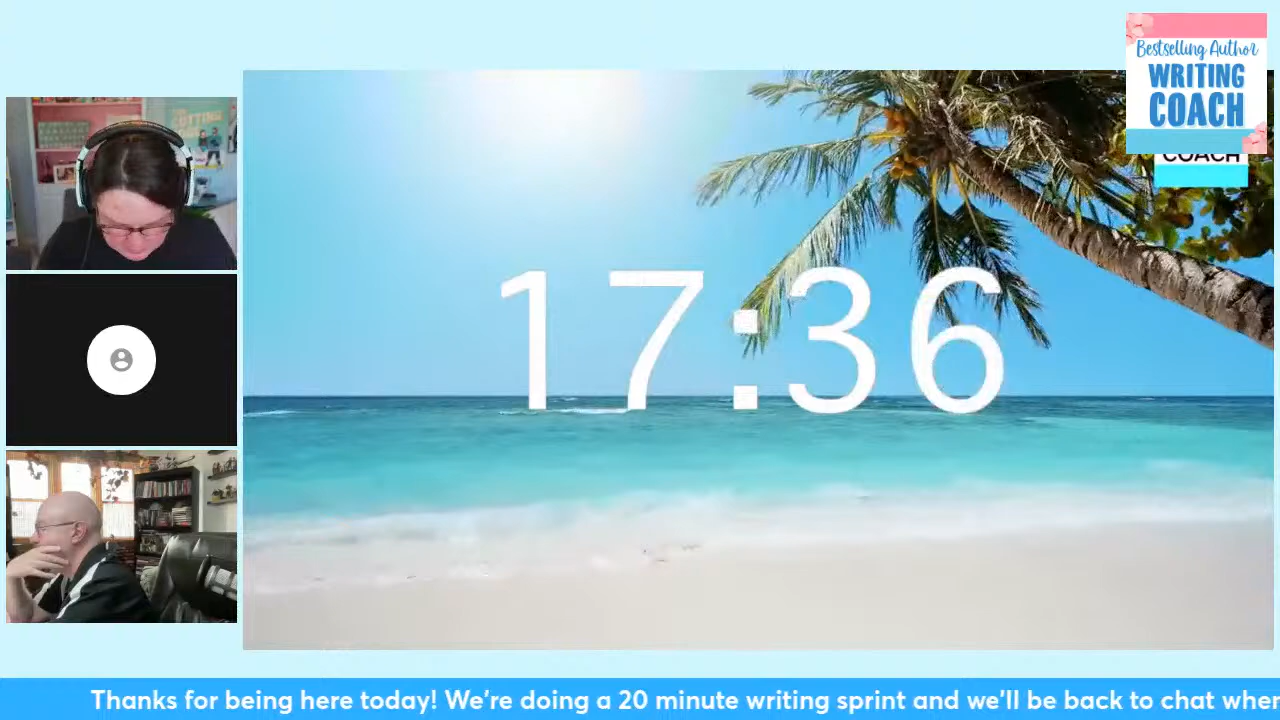 Bestselling Author
WRITING
COACH
COACH
17:36
Thanks for being here today! We're doing a 20 minute writing sprint and we'll be back to chat when